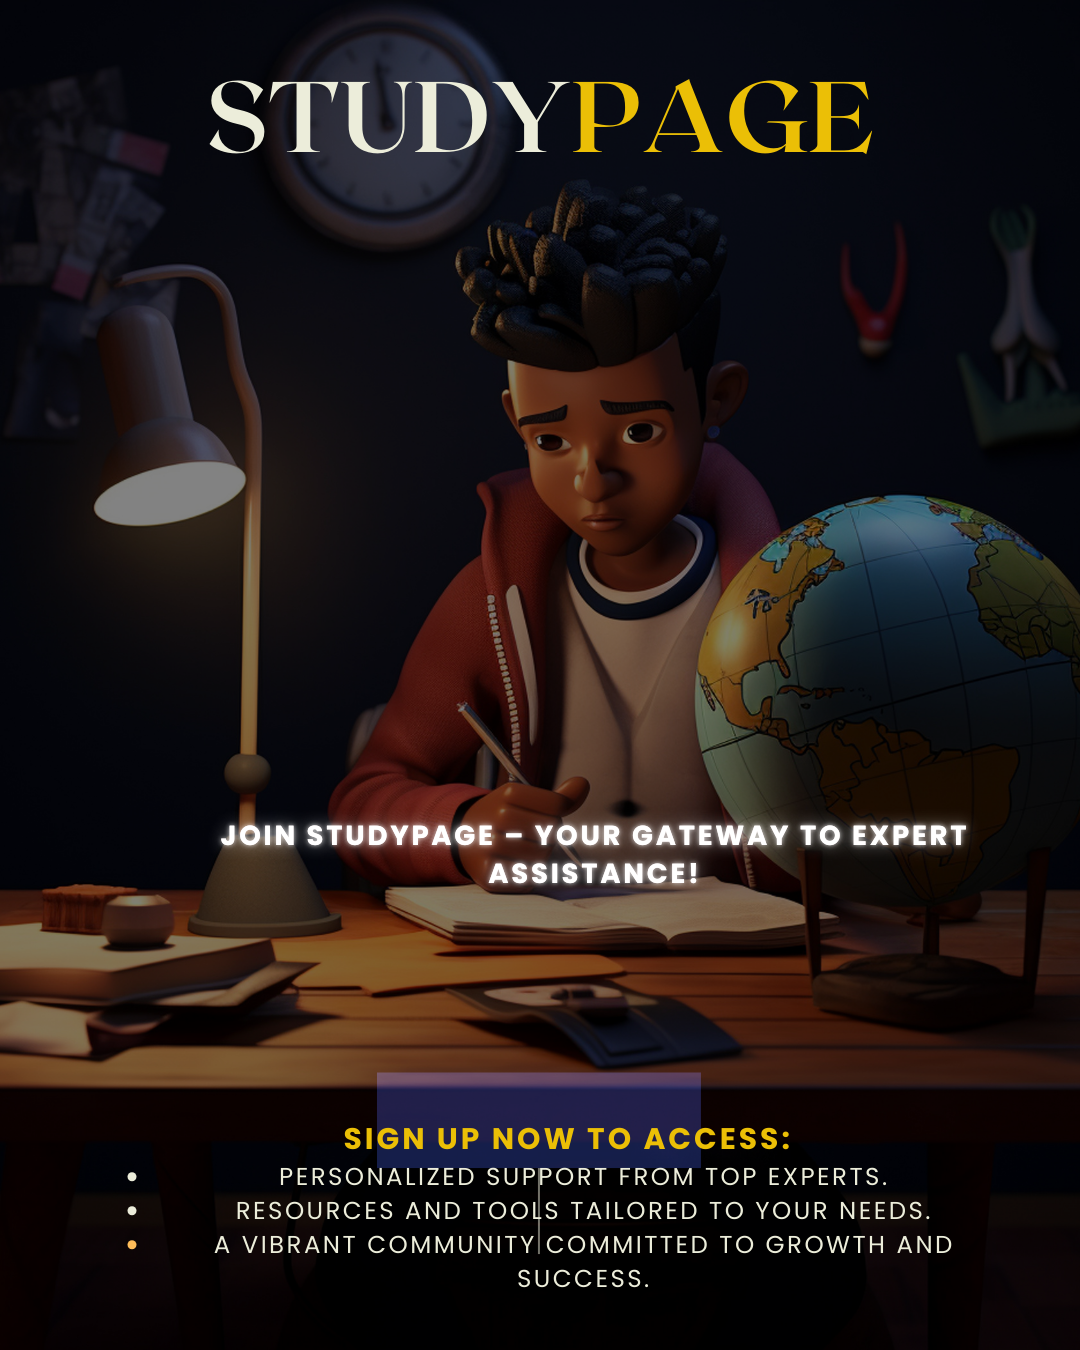 STUDYPAGE
JOIN STUDYPAGE – YOUR GATEWAY TO EXPERT
ASSISTANCE!
SIGN UP NOW TO ACCESS:
• PERSONALIZED SUPPORT FROM TOP EXPERTS.
• RESOURCES AND TOOLS TAILORED TO YOUR NEEDS.
• A VIBRANT COMMUNITY COMMITTED TO GROWTH AND
SUCCESS.